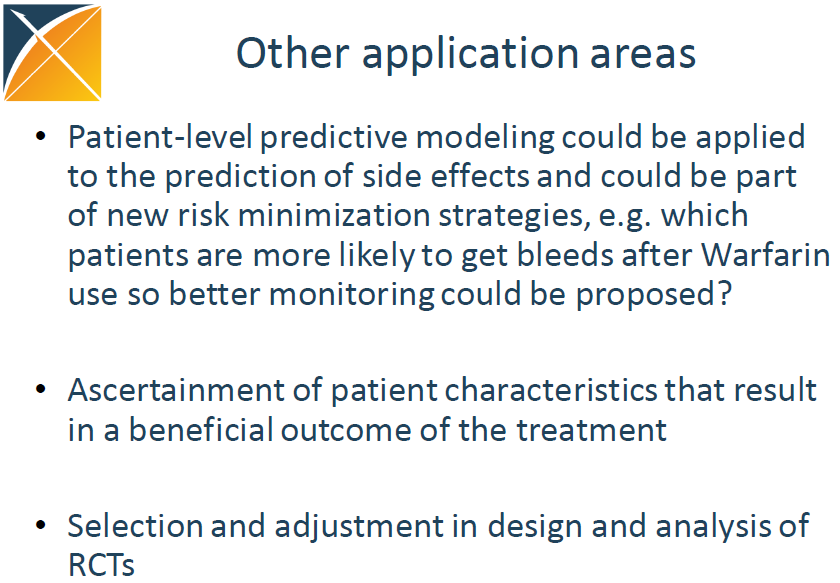 Other application areas
• Patient-level predictive modeling could be applied
to the prediction of side effects and could be part
of new risk minimization strategies, e.g. which
patients are more likely to get bleeds after Warfarin
use so better monitoring could be proposed?
• Ascertainment of patient characteristics that result
in a beneficial outcome of the treatment
• Selection and adjustment in design and analysis of
RCTs